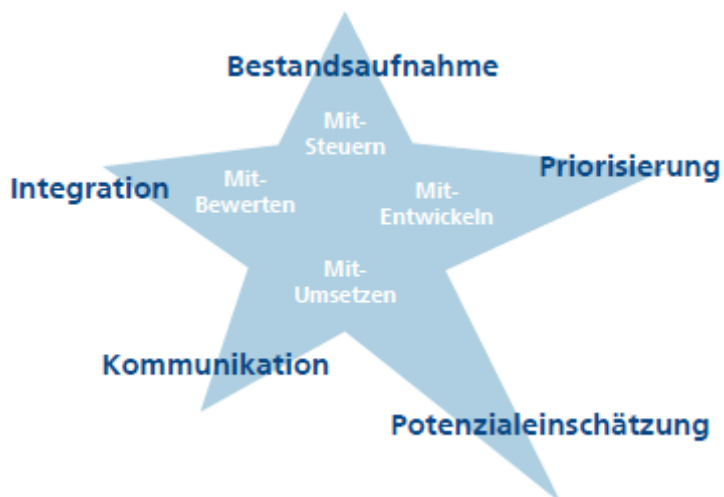 Bestandsaufnahme
Mit-
Steuern
Priorisierung
Integration
Mit-
Bewerten
Mit-
Entwickeln
Mit-
Umsetzen
Kommunikation
Potenzialeinschätzung